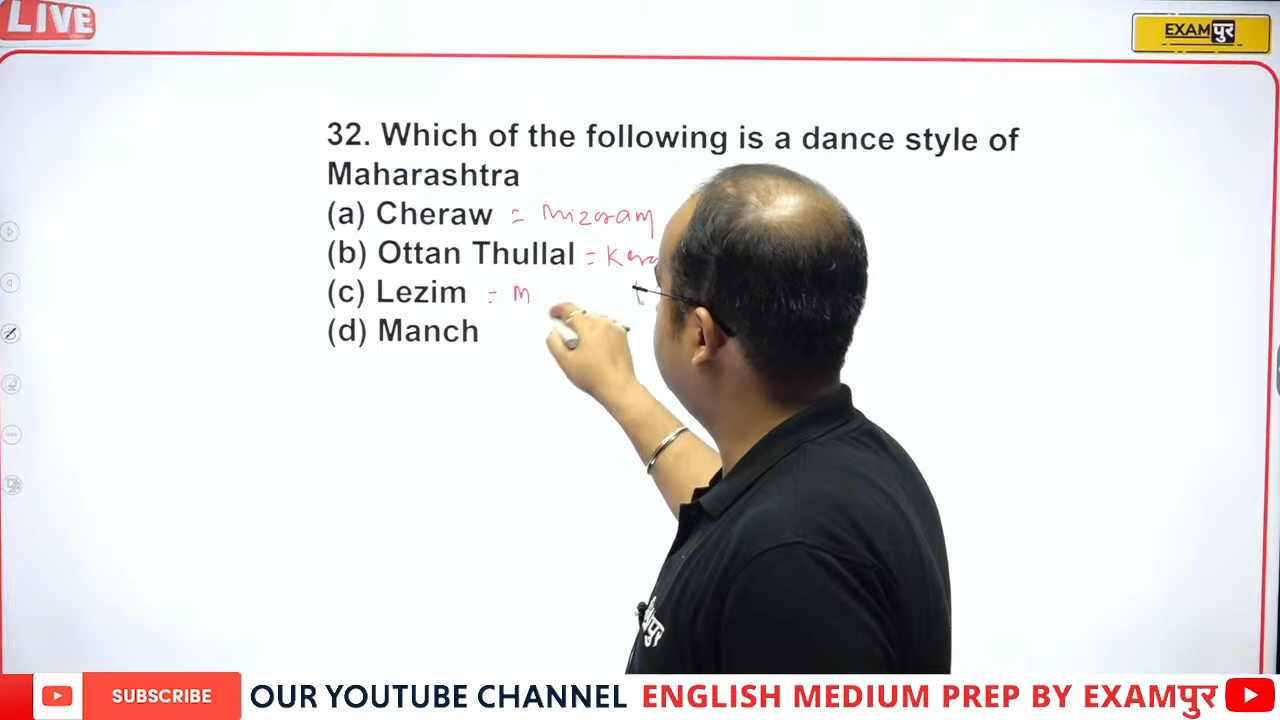 LIVE
EXAMपुर
32. Which of the following is a dance style of
Maharashtra
(a) Cheraw = Mizoram
(b) Ottan Thullal = Kera
(c) Lezim = M
(d) Manch
पुर
SUBSCRIBE
OUR YOUTUBE CHANNEL ENGLISH MEDIUM PREP BY EXAMपुर